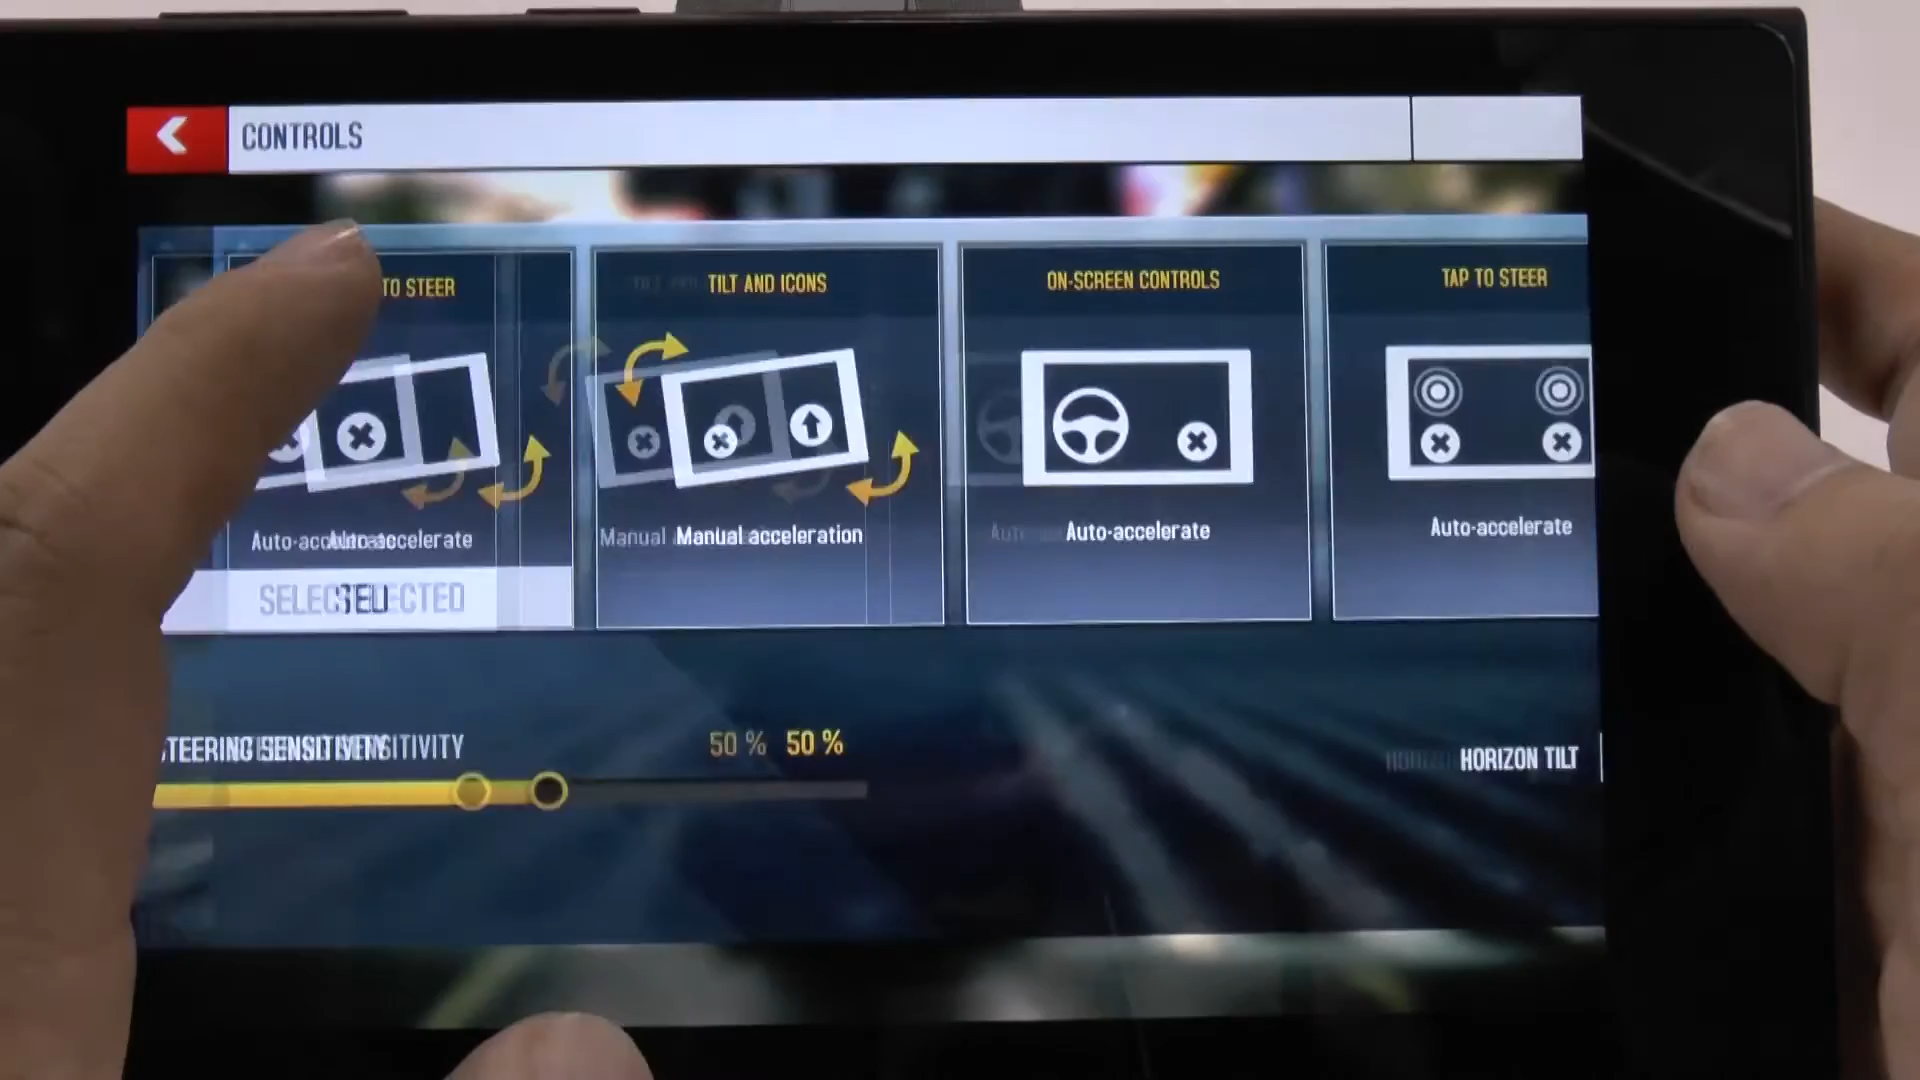 CONTROLS
TO STEER
TILT AND ICONS
ON-SCREEN CONTROLS
TAP TO STEER
Auto-accelerate
Manual acceleration
Auto-accelerate
Auto-accelerate
SELECTED
STEERING SENSITIVITY
50 % 50 %
HORIZON TILT